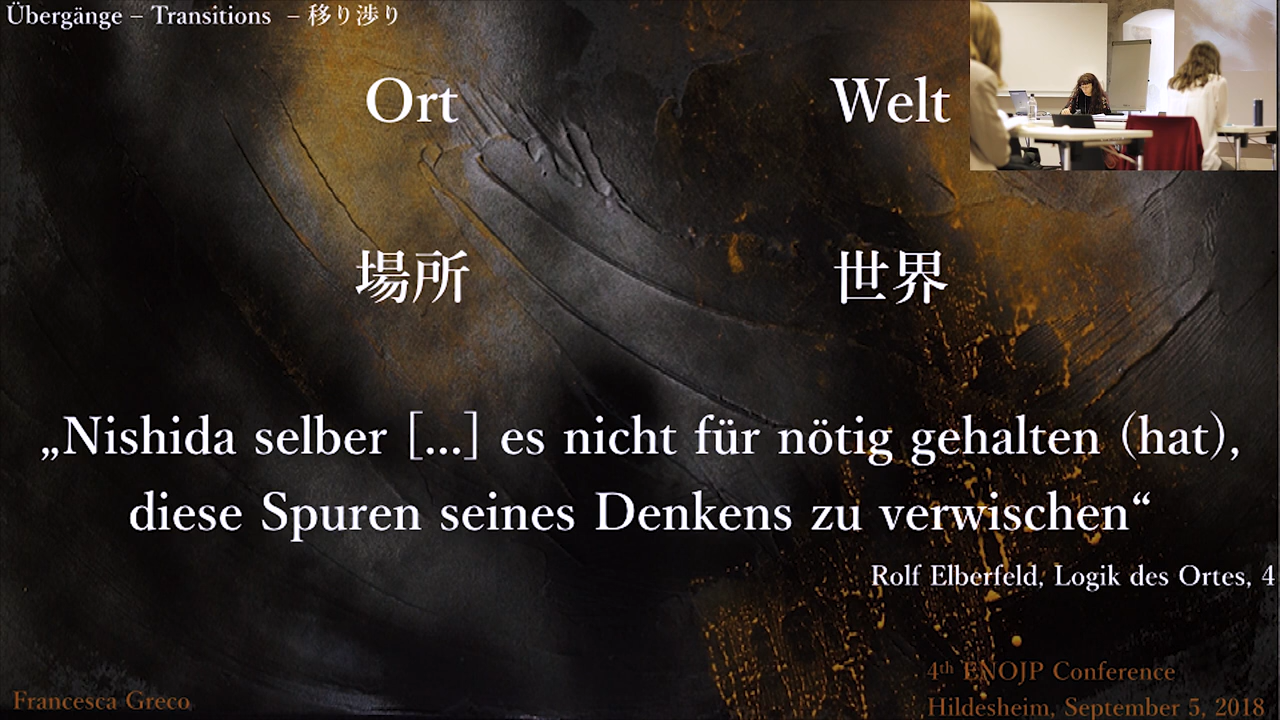 Übergänge – Transitions – 移り渉り
Ort
Welt
場所
世界
„Nishida selber [...] es nicht für nötig gehalten (hat),
diese Spuren seines Denkens zu verwischen“
Rolf Elberfeld, Logik des Ortes, 4
4th ENOJP Conference
Francesca Greco
Hildesheim, September 5, 2018